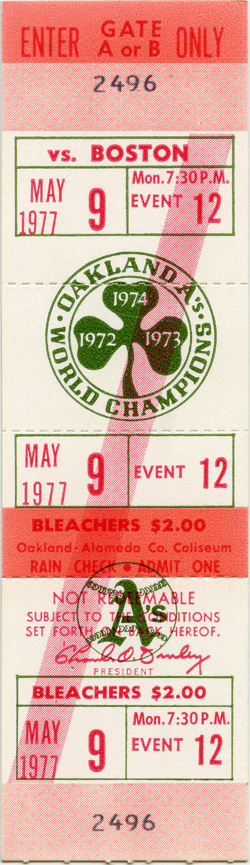 ENTER GATE A or B ONLY
2496
vs. BOSTON
MAY 9 1977
Mon. 7:30 P.M.
EVENT 12
OAKLAND A's
1974
1972 1973
WORLD CHAMPIONS
MAY 9 1977
EVENT 12
BLEACHERS $2.00
Oakland-Alameda Co. Coliseum
RAIN CHECK ADMIT ONE
NOT REDEEMABLE
A's
SUBJECT TO THE CONDITIONS
SET FORTH ON BACK HEREOF.
PRESIDENT
BLEACHERS $2.00
MAY 9 1977
Mon. 7:30 P.M.
EVENT 12
2496